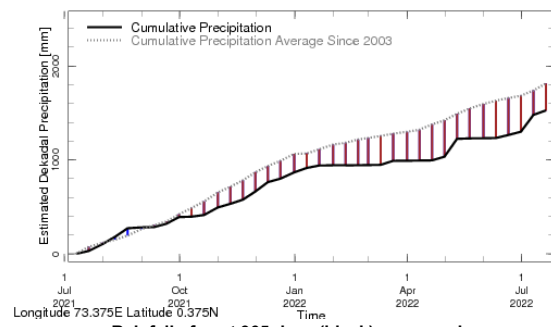 Cumulative Precipitation
Cumulative Precipitation Average Since 2003
Estimated Dekadal Precipitation [mm]
2000
1000
0
1 1 1 1 1
Jul Oct Jan Apr Jul
2021 2021 2022 2022 2022
Longitude 73.375E Latitude 0.375N Time